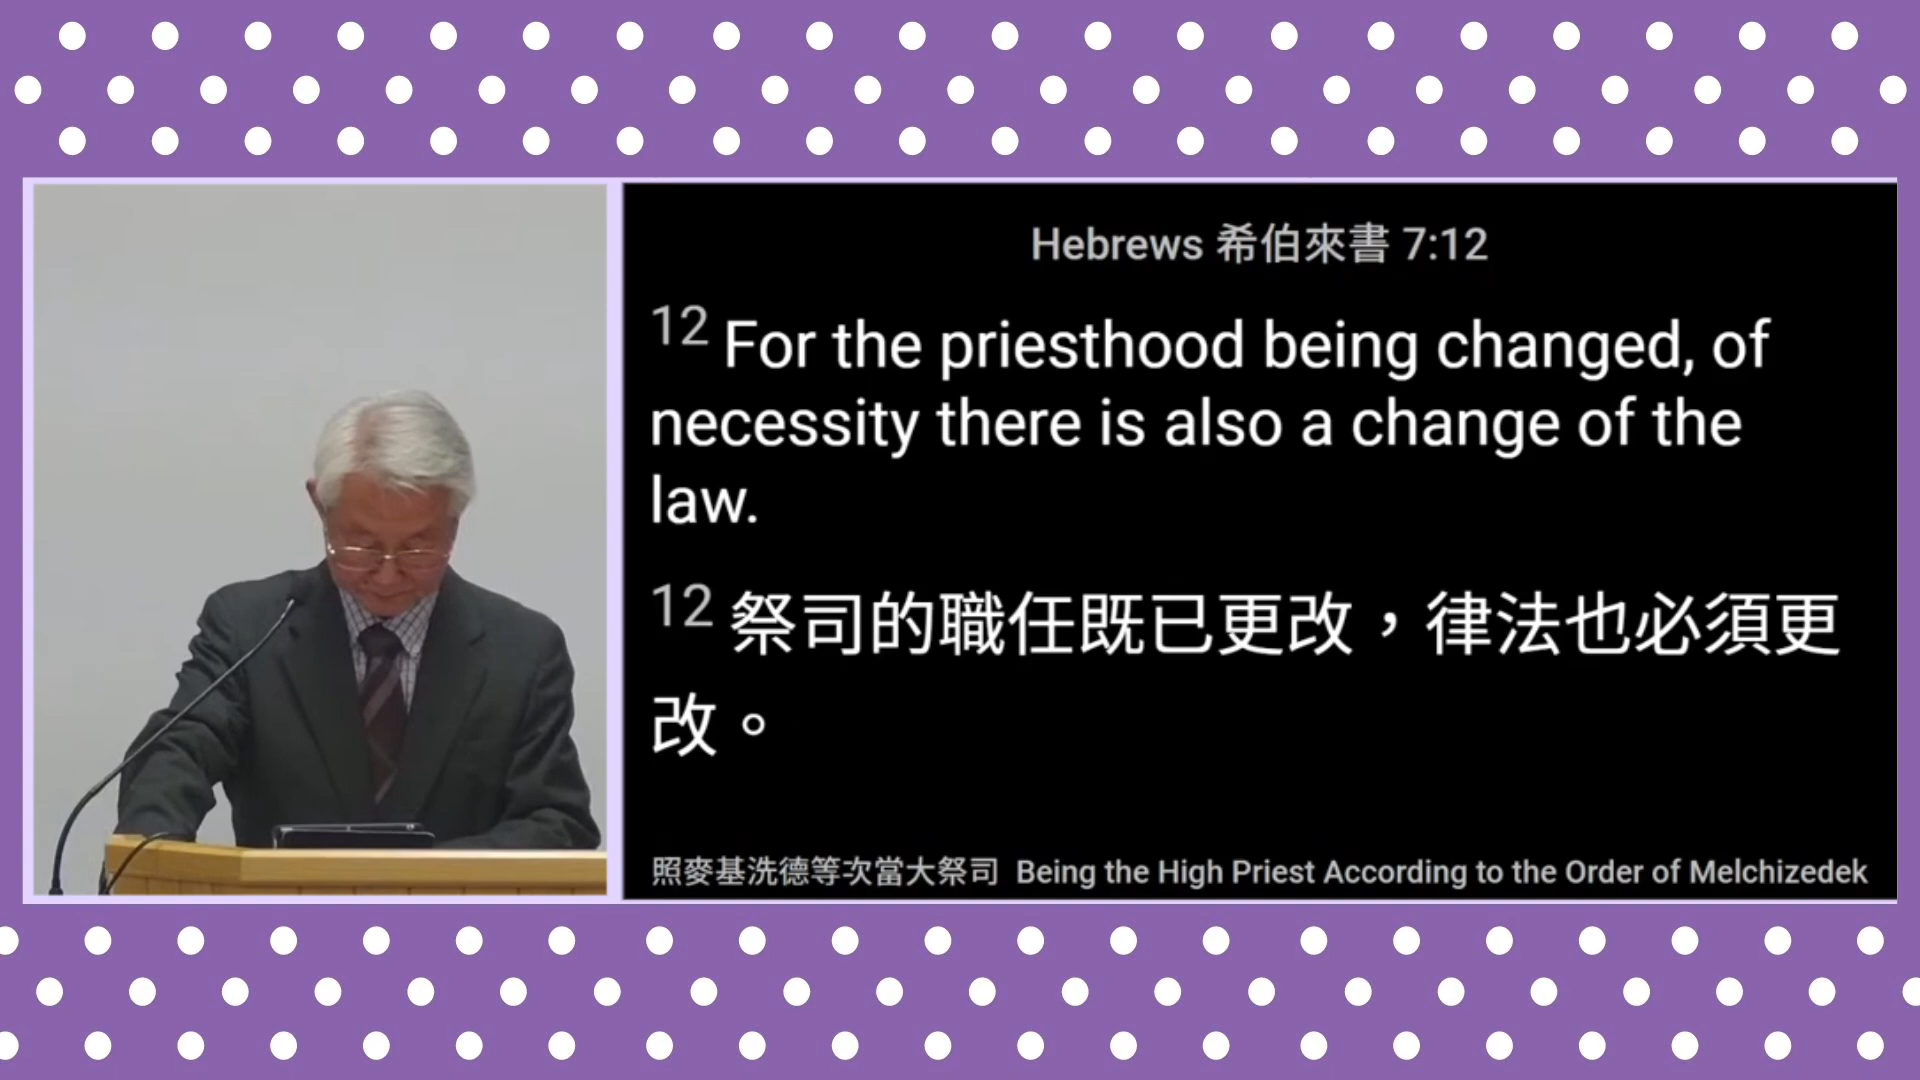 Hebrews 希伯來書 7:12
12 For the priesthood being changed, of
necessity there is also a change of the
law.
12 祭司的職任既已更改，律法也必須更
改。
照麥基洗德等次當大祭司 Being the High Priest According to the Order of Melchizedek